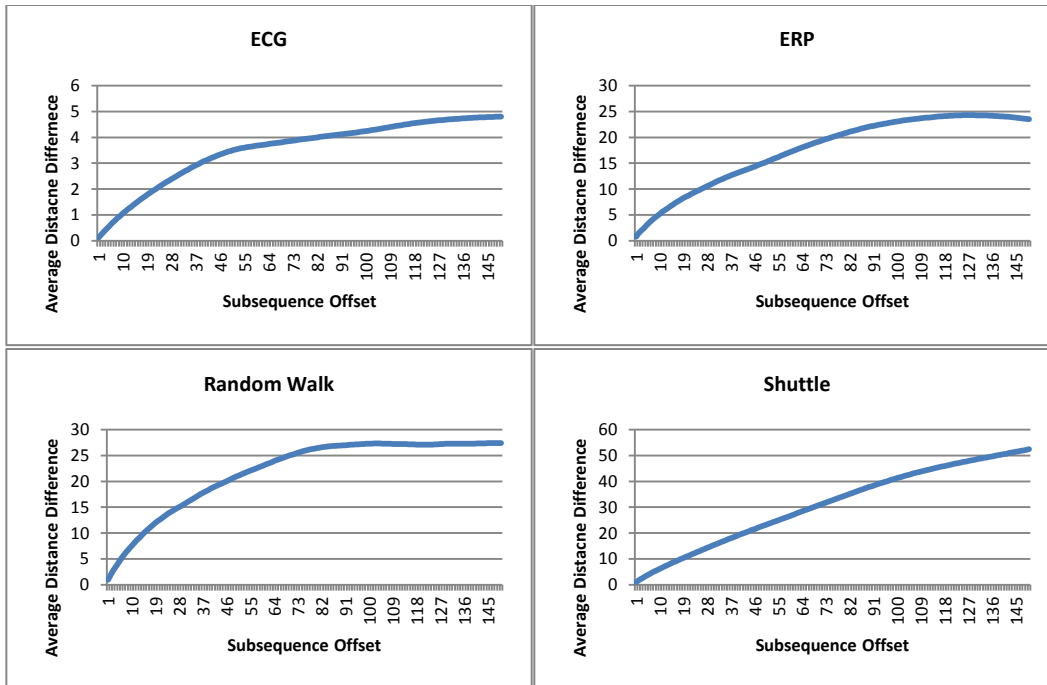 ECG
Average Distacne Differnece
6
5
4
3
2
1
0
1 10 19 28 37 46 55 64 73 82 91 100 109 118 127 136 145
Subsequence Offset
ERP
Average Distacne Difference
30
25
20
15
10
5
0
1 10 19 28 37 46 55 64 73 82 91 100 109 118 127 136 145
Subsequence Offset
Random Walk
Average Distance Difference
30
25
20
15
10
5
0
1 10 19 28 37 46 55 64 73 82 91 100 109 118 127 136 145
Subsequence Offset
Shuttle
Average Distacne Difference
60
50
40
30
20
10
0
1 10 19 28 37 46 55 64 73 82 91 100 109 118 127 136 145
Subsequence Offset